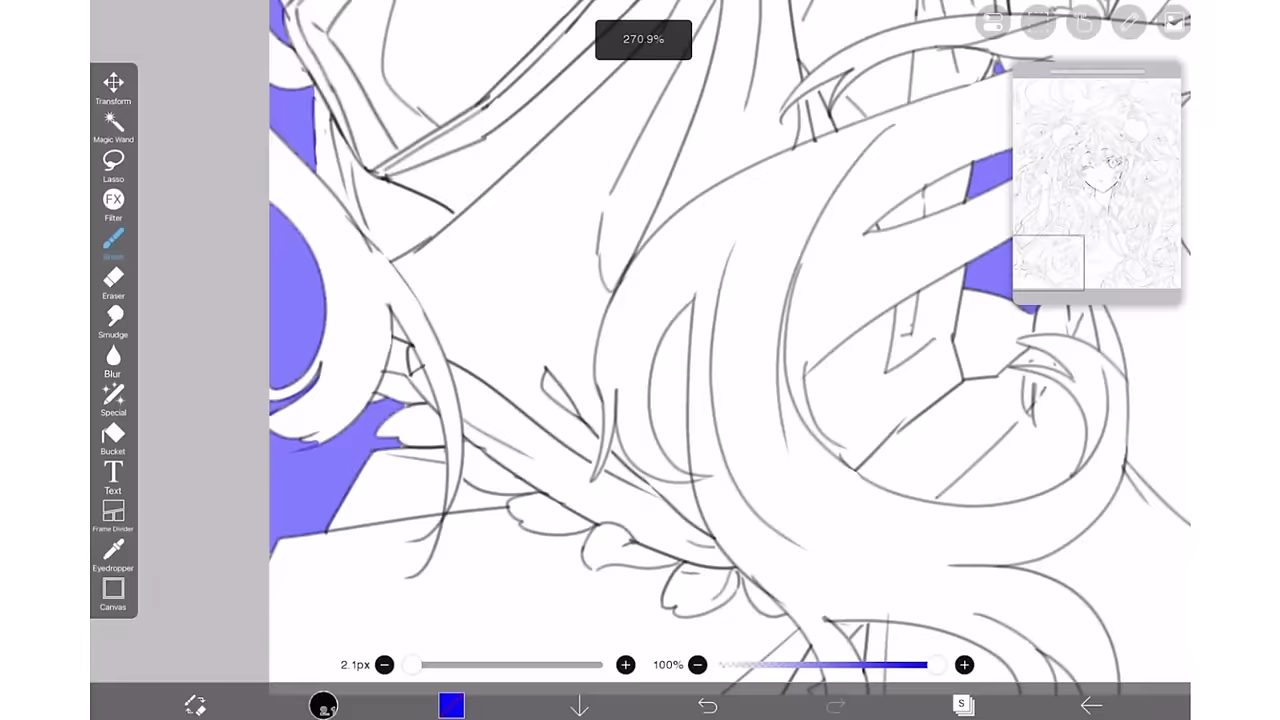 270.9%
Transform
Magic Wand
Lasso
FX
Filter
Brush
Eraser
Smudge
Blur
Special
Bucket
T
Text
Frame Divider
Eyedropper
Canvas
2.1px
100%
S